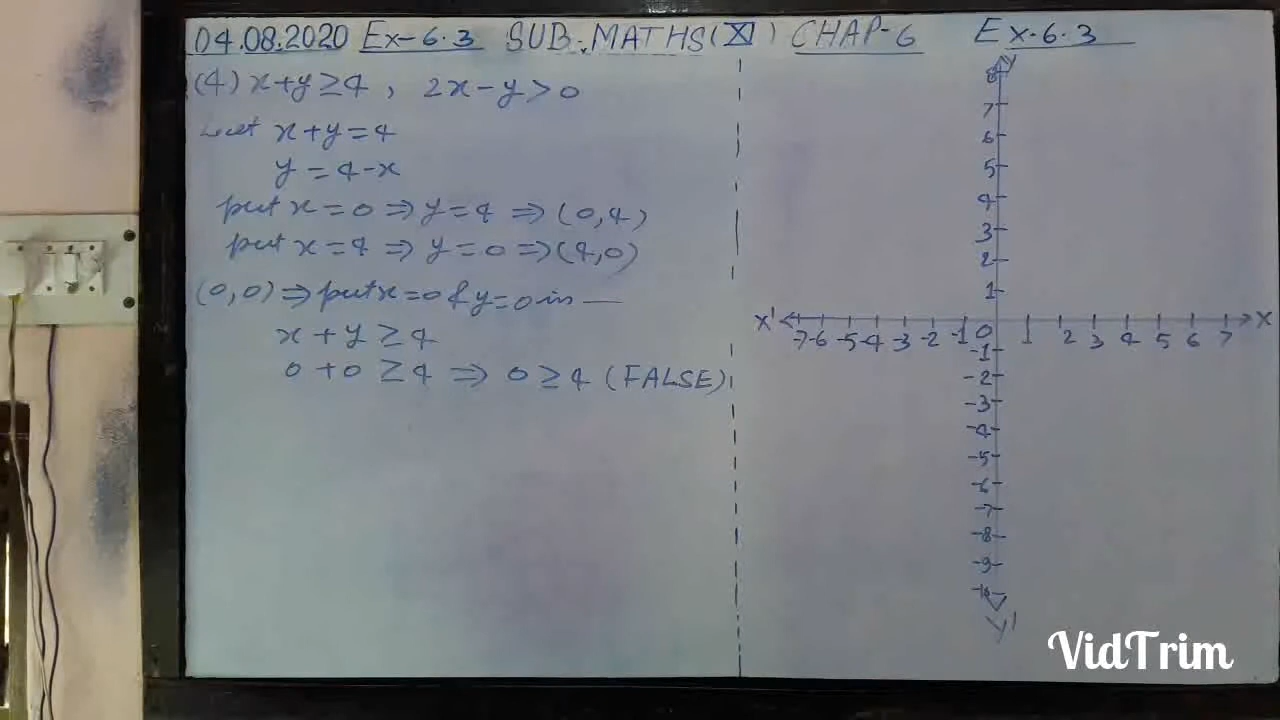 04.08.2020 Ex-6.3 SUB-MATHS(XI) CHAP-6 Ex.6.3
(4) x+y≥4, 2x-y>0
Let x+y=4
y=4-x
put x=0⇒y=4⇒(0,4)
put x=4⇒y=0⇒(4,0)
(0,0)⇒put x=0 & y=0 in —
x+y≥4
0+0≥4⇒0≥4 (FALSE)
Y
8
7
6
5
4
3
2
1
X' -7 -6 -5 -4 -3 -2 -1 0 1 2 3 4 5 6 7 X
-1
-2
-3
-4
-5
-6
-7
-8
-9
-10
Y'
VidTrim